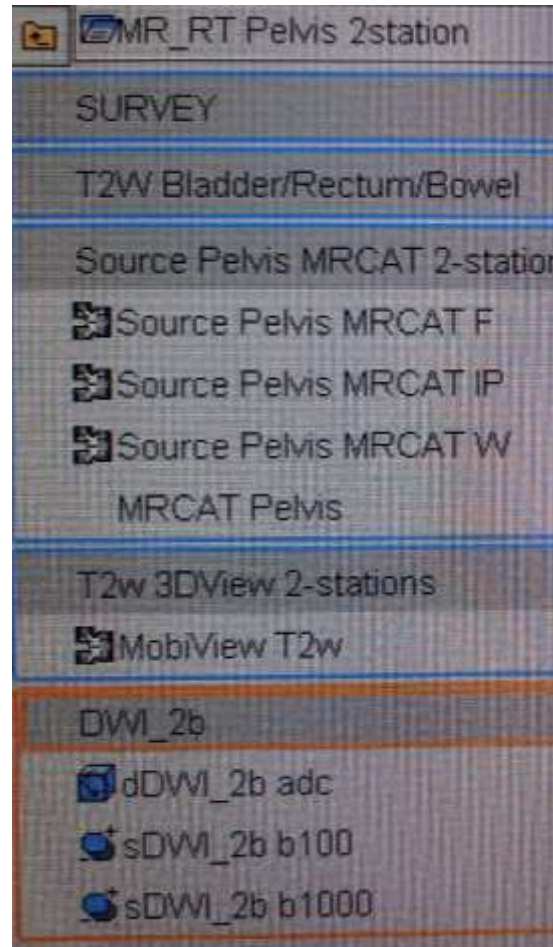 MR_RT Pelvis 2station
SURVEY
T2W Bladder/Rectum/Bowel
Source Pelvis MRCAT 2-station
Source Pelvis MRCAT F
Source Pelvis MRCAT IP
Source Pelvis MRCAT W
MRCAT Pelvis
T2w 3DView 2-stations
MobiView T2w
DWI_2b
dDWI_2b adc
sDWI_2b b100
sDWI_2b b1000